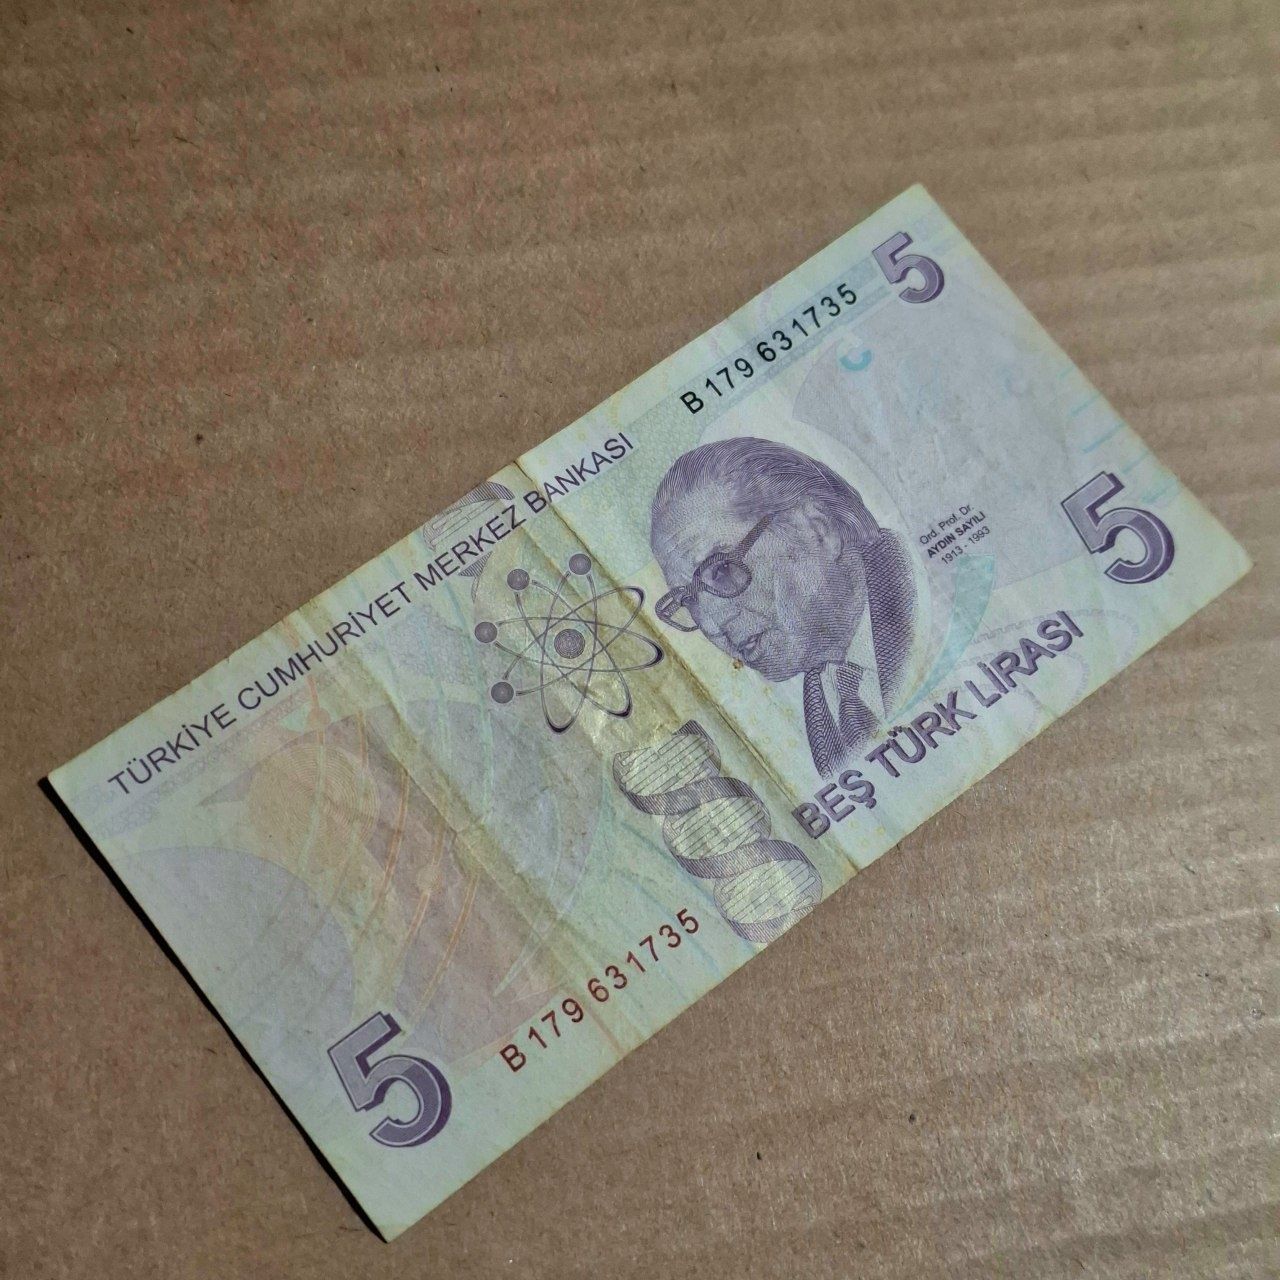 TÜRKİYE CUMHURİYET MERKEZ BANKASI
B179 631735
5
Ord. Prof. Dr.
AYDIN SAYILI
1913 - 1993
5
BEŞ TÜRK LİRASI
B179 631735
5